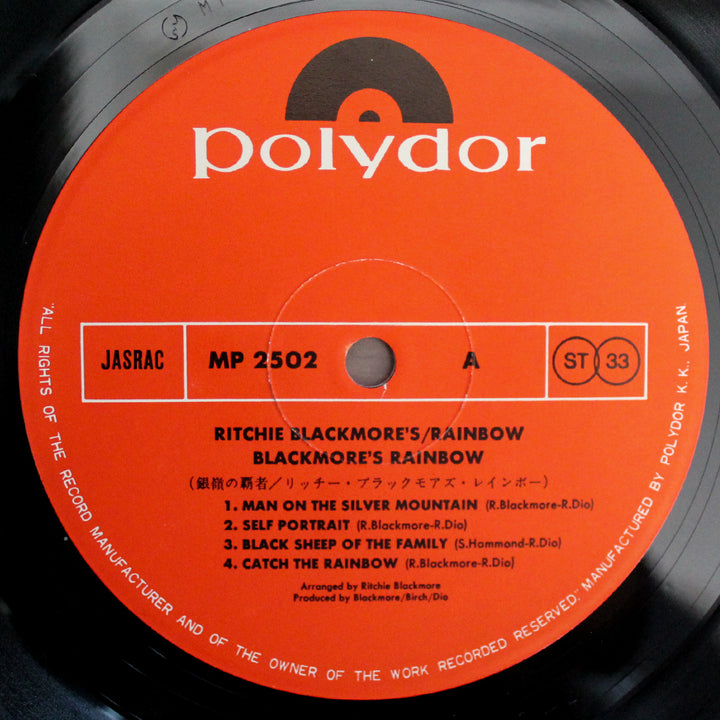 polydor
JASRAC MP 2502 A ST 33
RITCHIE BLACKMORE'S/RAINBOW
BLACKMORE'S RAINBOW
(銀嶺の覇者/リッチー・ブラックモアズ・レインボー)
1. MAN ON THE SILVER MOUNTAIN (R.Blackmore-R.Dio)
2. SELF PORTRAIT (R.Blackmore-R.Dio)
3. BLACK SHEEP OF THE FAMILY (S.Hammond-R.Dio)
4. CATCH THE RAINBOW (R.Blackmore-R.Dio)
Arranged by Ritchie Blackmore
Produced by Blackmore/Birch/Dio
"ALL RIGHTS OF THE RECORD MANUFACTURER AND OF THE OWNER OF THE WORK RECORDED RESERVED." MANUFACTURED BY POLYDOR K.K., JAPAN.